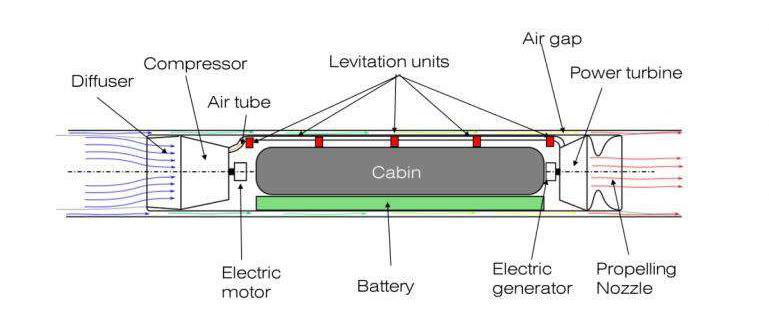 Air gap
Compressor
Levitation units
Power turbine
Diffuser
Air tube
Cabin
Electric
motor
Battery
Electric
generator
Propelling
Nozzle